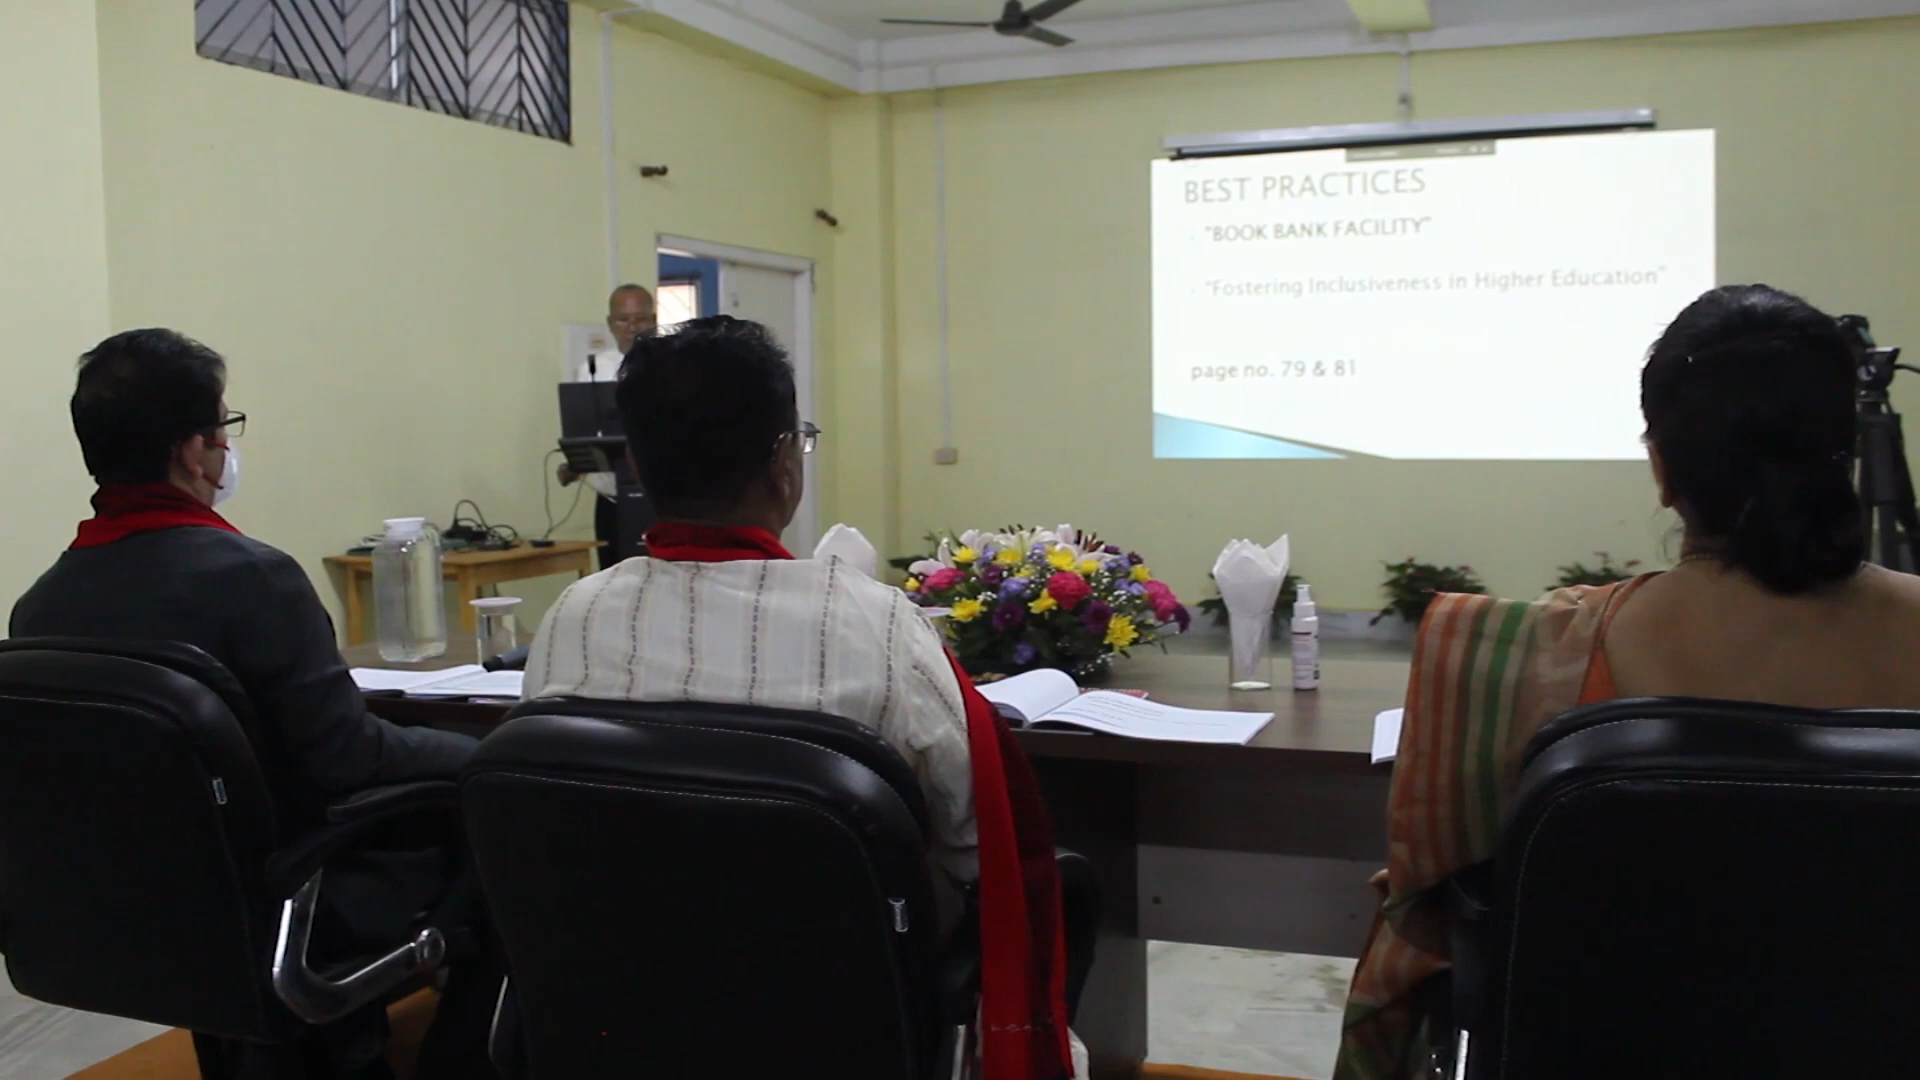 BEST PRACTICES
"BOOK BANK FACILITY"
"Fostering Inclusiveness in Higher Education"
page no. 79 & 81